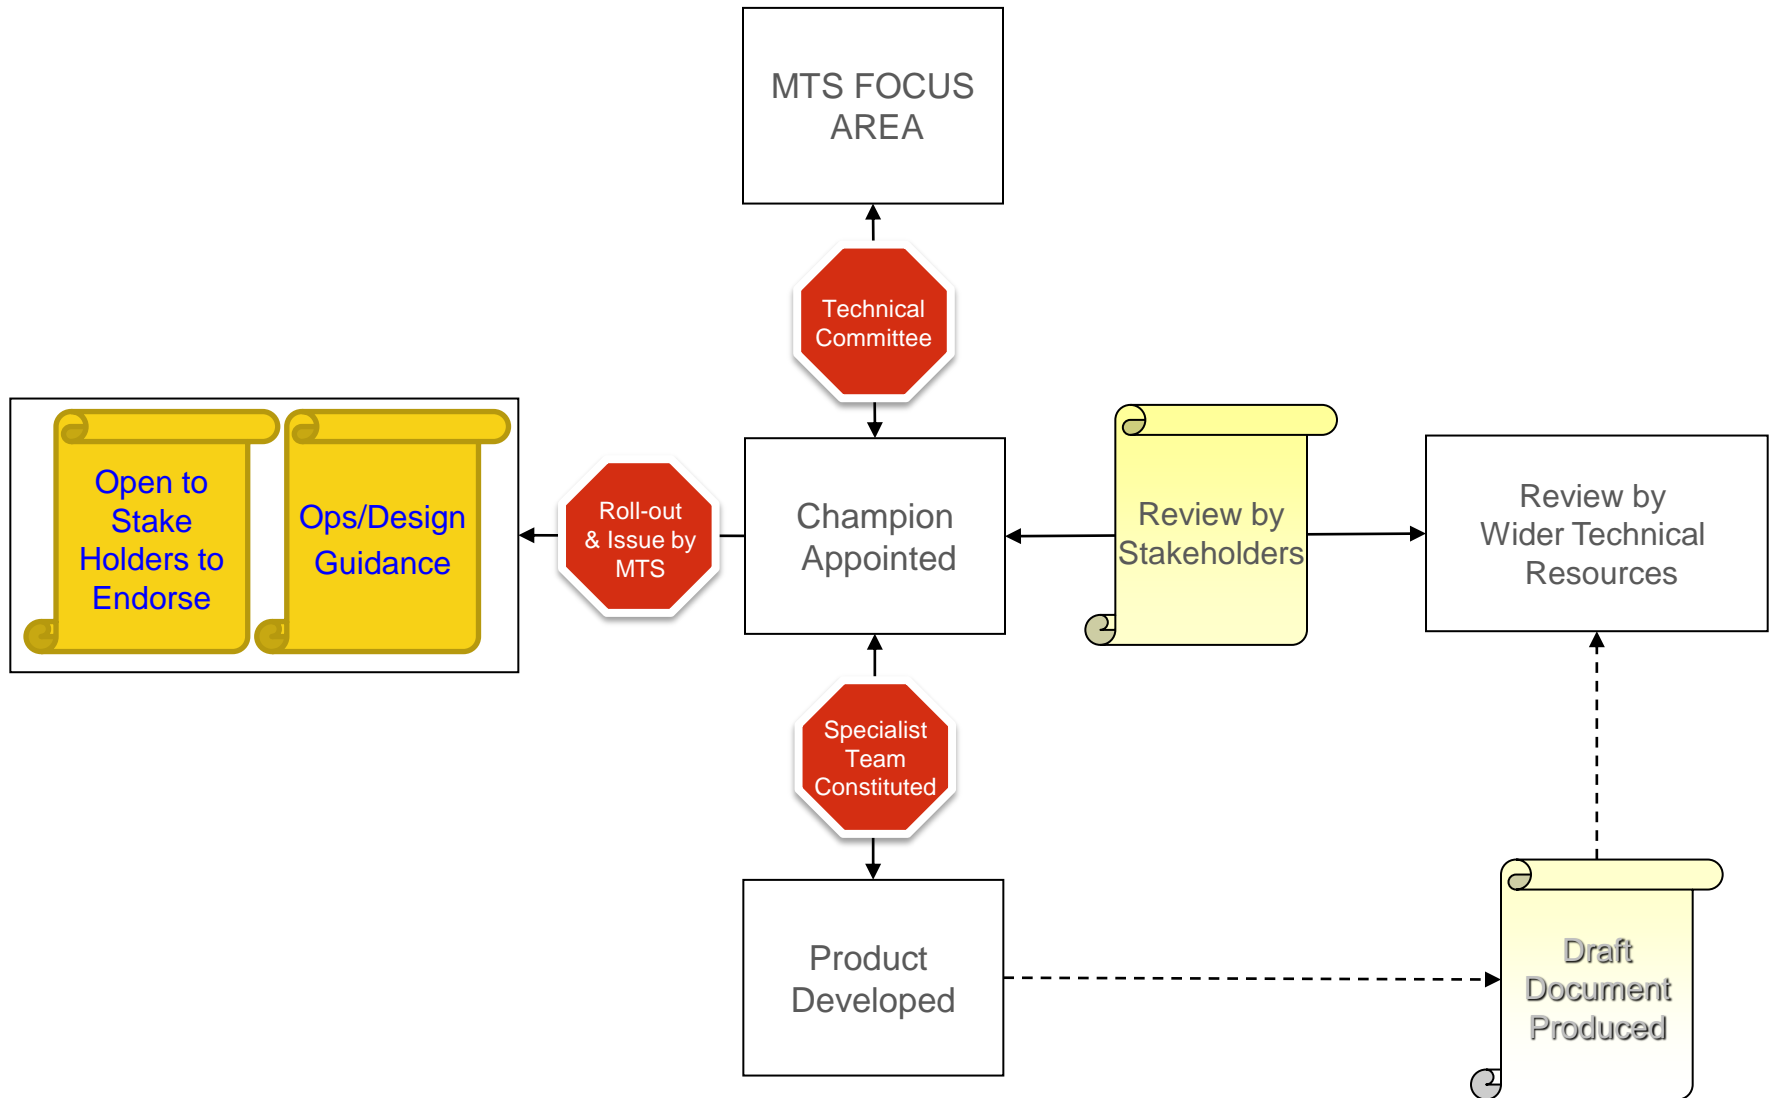 MTS FOCUS
AREA
Technical
Committee
Open to
Stake
Holders to
Endorse
Ops/Design
Guidance
Roll-out
& Issue by
MTS
Champion
Appointed
Review by
Stakeholders
Review by
Wider Technical
Resources
Specialist
Team
Constituted
Product
Developed
Draft
Document
Produced